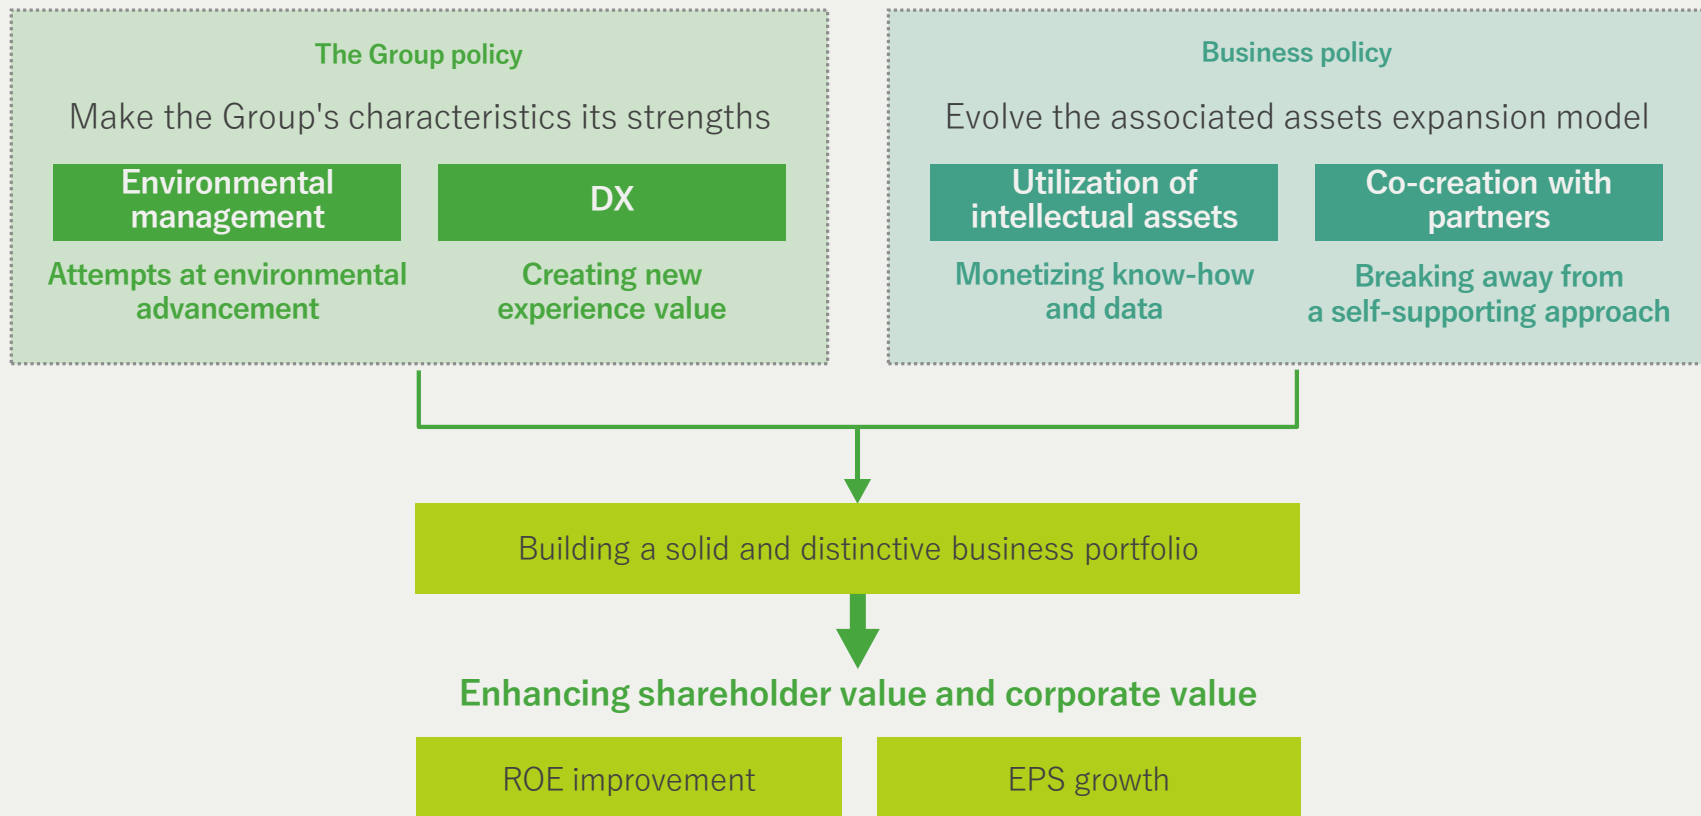 The Group policy
Make the Group's characteristics its strengths
Environmental
management
DX
Attempts at environmental
advancement
Creating new
experience value
Business policy
Evolve the associated assets expansion model
Utilization of
intellectual assets
Co-creation with
partners
Monetizing know-how
and data
Breaking away from
a self-supporting approach
Building a solid and distinctive business portfolio
Enhancing shareholder value and corporate value
ROE improvement
EPS growth